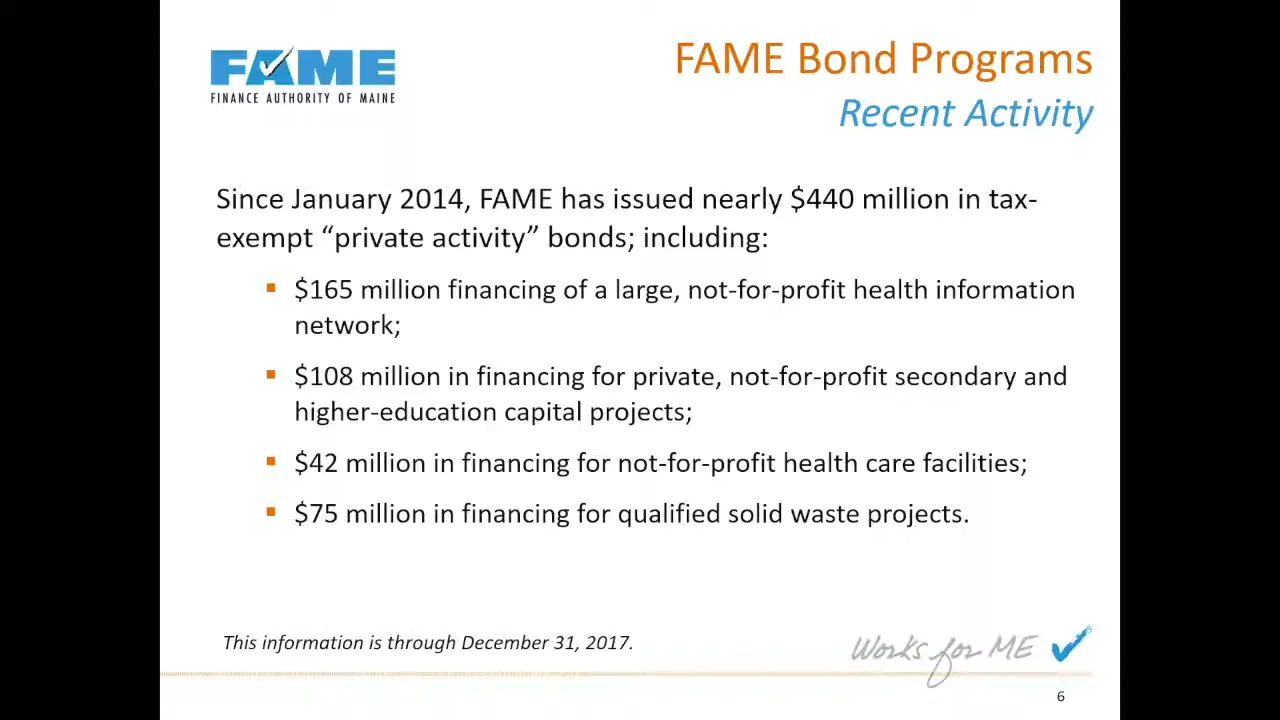 FAME
FINANCE AUTHORITY OF MAINE
FAME Bond Programs
Recent Activity
Since January 2014, FAME has issued nearly $440 million in tax-
exempt “private activity” bonds; including:
▪ $165 million financing of a large, not-for-profit health information
network;
▪ $108 million in financing for private, not-for-profit secondary and
higher-education capital projects;
▪ $42 million in financing for not-for-profit health care facilities;
▪ $75 million in financing for qualified solid waste projects.
This information is through December 31, 2017.
Works for ME
6